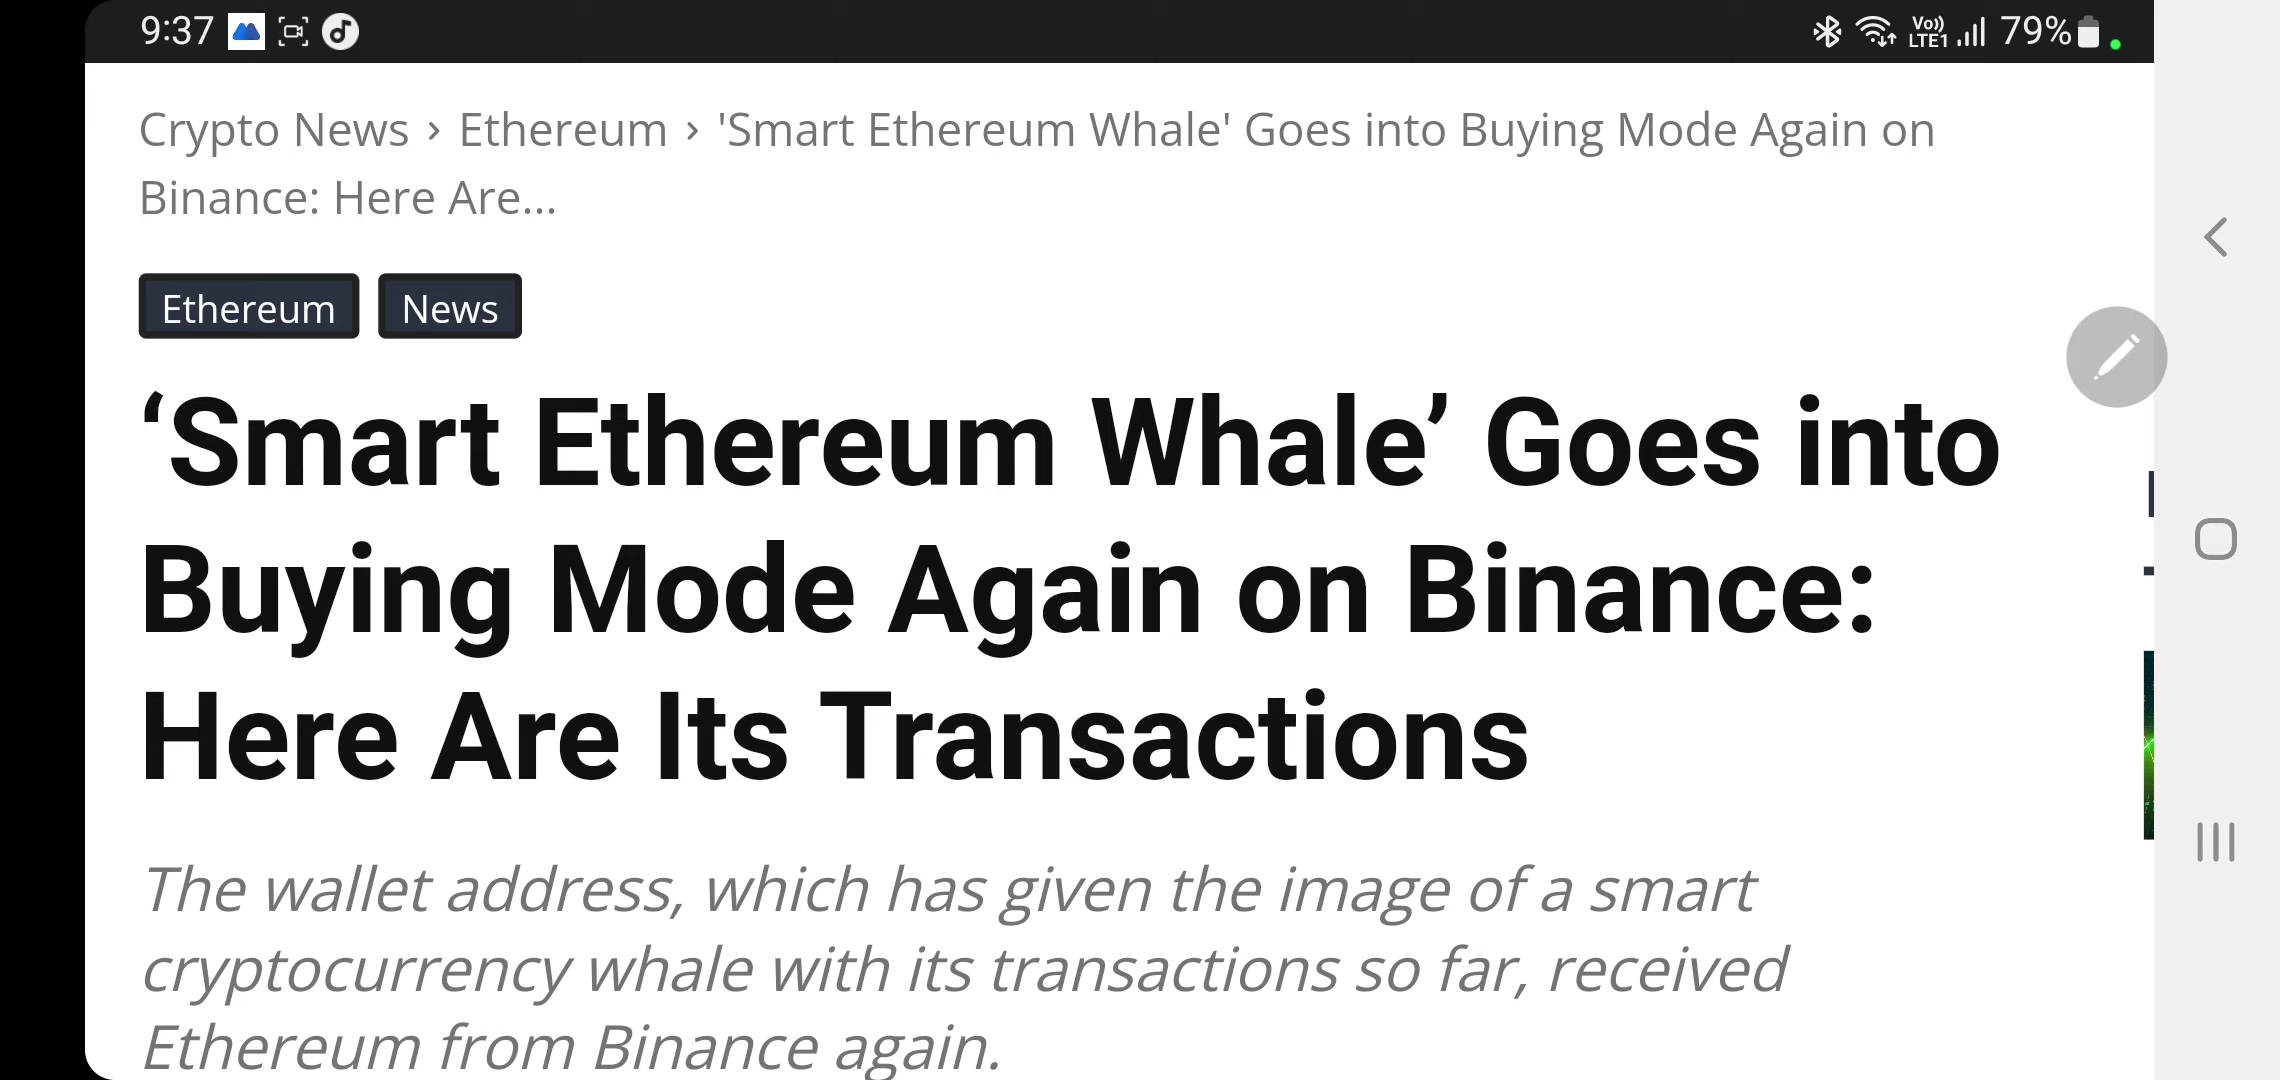 9:37
Vo)) LTE1 79%
Crypto News › Ethereum › 'Smart Ethereum Whale' Goes into Buying Mode Again on
Binance: Here Are...
Ethereum News
‘Smart Ethereum Whale’ Goes into
Buying Mode Again on Binance:
Here Are Its Transactions
The wallet address, which has given the image of a smart
cryptocurrency whale with its transactions so far, received
Ethereum from Binance again.